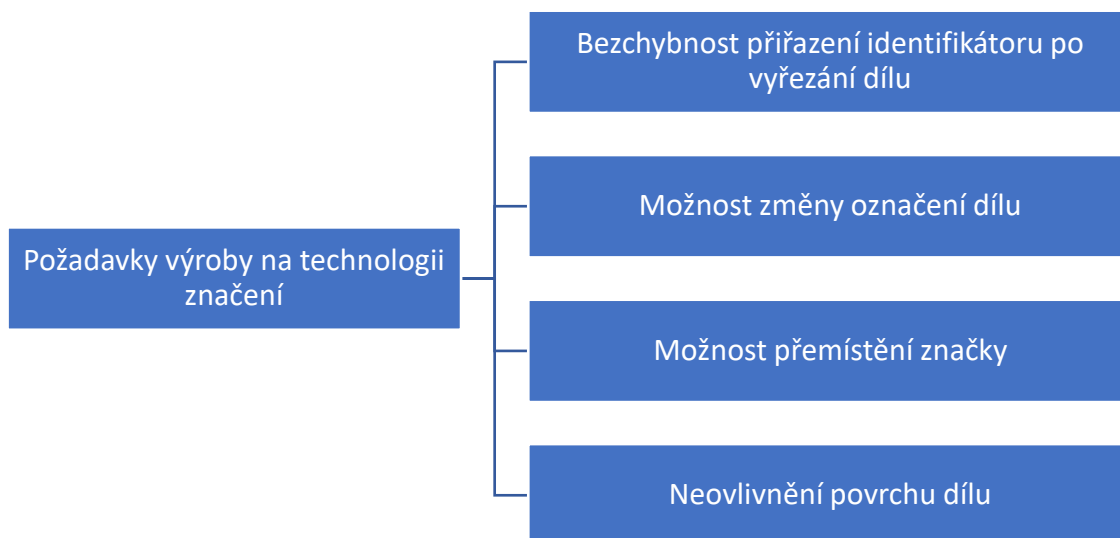 Bezchybnost přiřazení identifikátoru po
vyřezání dílu
Možnost změny označení dílu
Požadavky výroby na technologii
značení
Možnost přemístění značky
Neovlivnění povrchu dílu